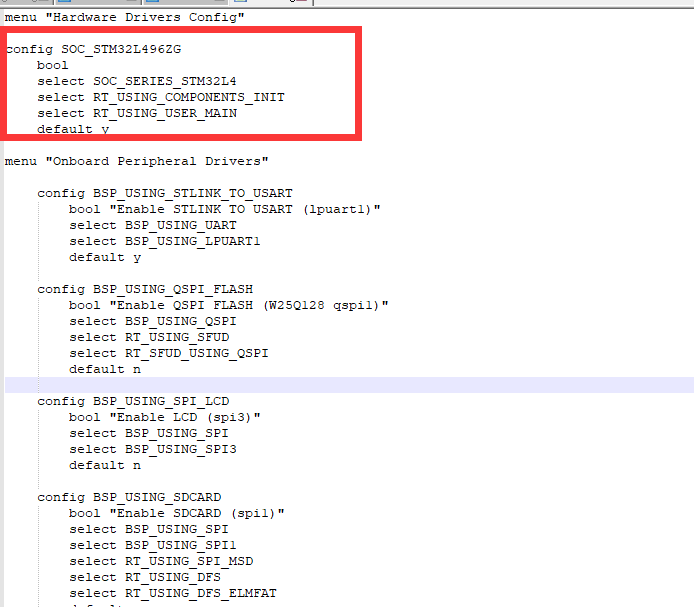 menu "Hardware Drivers Config"
config SOC_STM32L496ZG
bool
select SOC_SERIES_STM32L4
select RT_USING_COMPONENTS_INIT
select RT_USING_USER_MAIN
default y
menu "Onboard Peripheral Drivers"
config BSP_USING_STLINK_TO_USART
bool "Enable STLINK TO USART (lpuart1)"
select BSP_USING_UART
select BSP_USING_LPUART1
default y
config BSP_USING_QSPI_FLASH
bool "Enable QSPI FLASH (W25Q128 qspi1)"
select BSP_USING_QSPI
select RT_USING_SFUD
select RT_SFUD_USING_QSPI
default n
config BSP_USING_SPI_LCD
bool "Enable LCD (spi3)"
select BSP_USING_SPI
select BSP_USING_SPI3
default n
config BSP_USING_SDCARD
bool "Enable SDCARD (spi1)"
select BSP_USING_SPI
select BSP_USING_SPI1
select RT_USING_SPI_MSD
select RT_USING_DFS
select RT_USING_DFS_ELMFAT